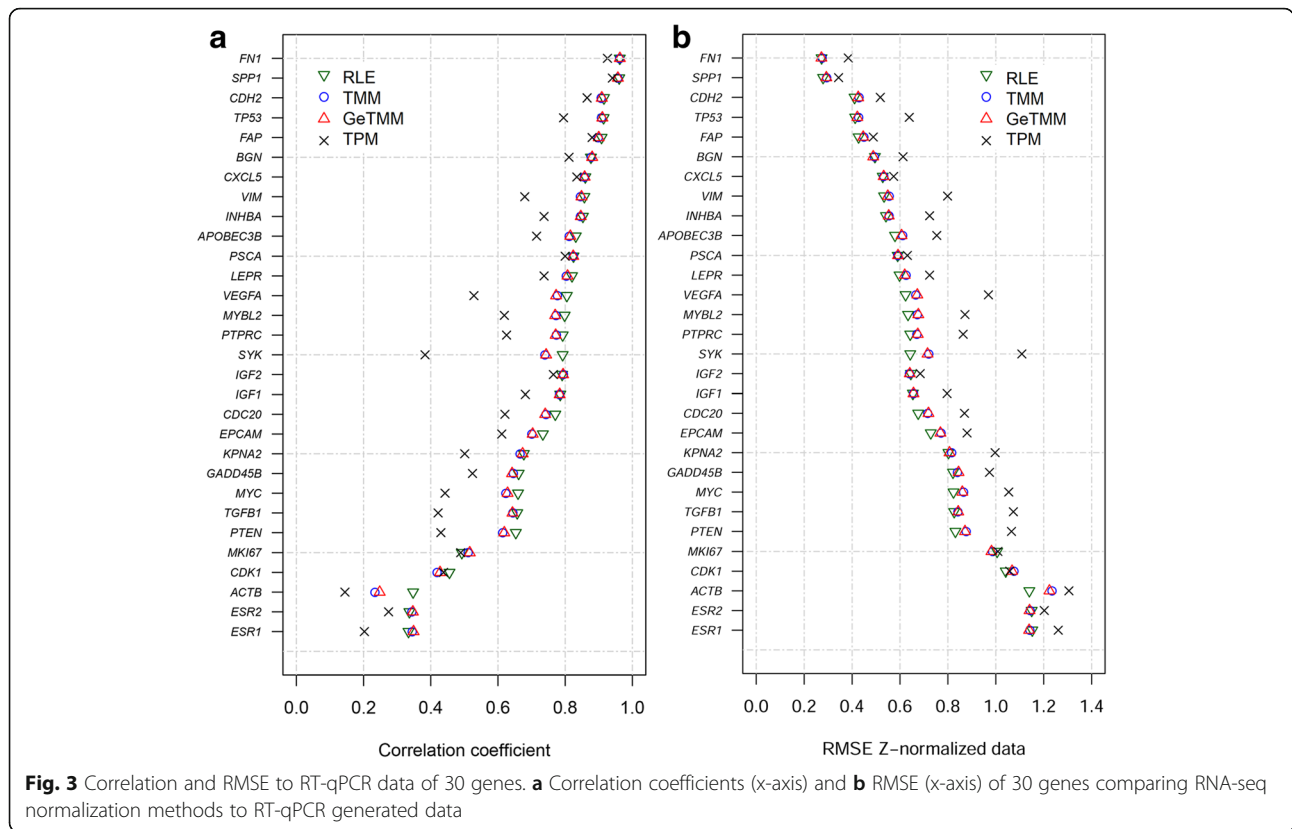 a
FN1
SPP1
CDH2
TP53
FAP
BGN
CXCL5
VIM
INHBA
APOBEC3B
PSCA
LEPR
VEGFA
MYBL2
PTPRC
SYK
IGF2
IGF1
CDC20
EPCAM
KPNA2
GADD45B
MYC
TGFB1
PTEN
MKI67
CDK1
ACTB
ESR2
ESR1
RLE
TMM
GeTMM
TPM
0.0 0.2 0.4 0.6 0.8 1.0
Correlation coefficient
b
FN1
SPP1
CDH2
TP53
FAP
BGN
CXCL5
VIM
INHBA
APOBEC3B
PSCA
LEPR
VEGFA
MYBL2
PTPRC
SYK
IGF2
IGF1
CDC20
EPCAM
KPNA2
GADD45B
MYC
TGFB1
PTEN
MKI67
CDK1
ACTB
ESR2
ESR1
RLE
TMM
GeTMM
TPM
0.0 0.2 0.4 0.6 0.8 1.0 1.2 1.4
RMSE Z−normalized data
Fig. 3 Correlation and RMSE to RT-qPCR data of 30 genes. a Correlation coefficients (x-axis) and b RMSE (x-axis) of 30 genes comparing RNA-seq
normalization methods to RT-qPCR generated data